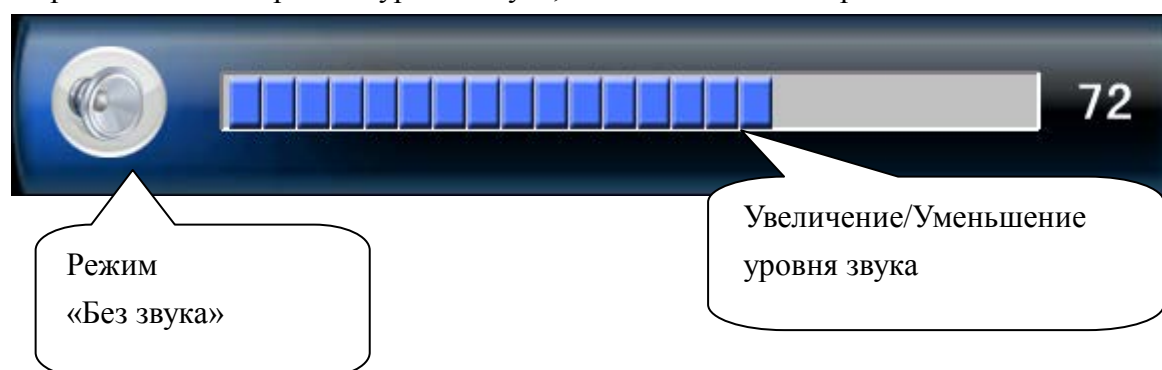 72
Увеличение/Уменьшение
уровня звука
Режим
«Без звука»